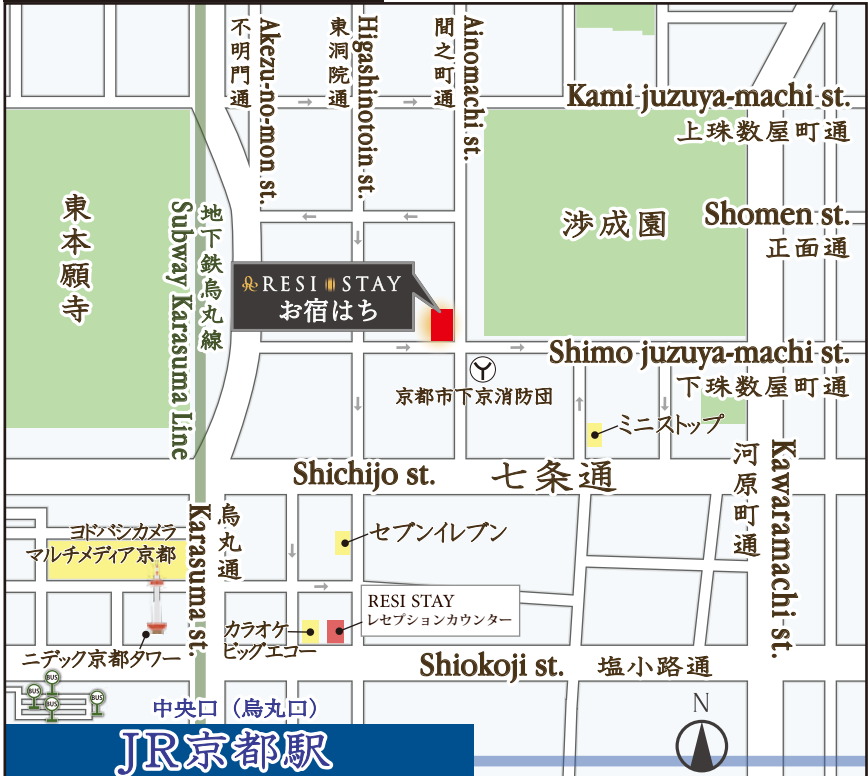 不明門通
Akezu-no-mon st.
東洞院通
Higashinotoin st.
間之町通
Ainomachi st.
Kami juzuya-machi st.
上珠数屋町通
東本願寺
地下鉄烏丸線
Subway Karasuma Line
渉成園
Shomen st.
正面通
RESI STAY
お宿はち
Shimo juzuya-machi st.
下珠数屋町通
京都市下京消防団
ミニストップ
Shichijo st.
七条通
河原町通
Kawaramachi st.
烏丸通
Karasuma st.
ヨドバシカメラ
マルチメディア京都
セブンイレブン
RESI STAY
レセプションカウンター
カラオケ
ビッグエコー
ニデック京都タワー
Shiokoji st.
塩小路通
BUS
BUS
BUS
BUS
中央口（烏丸口）
JR京都駅
N